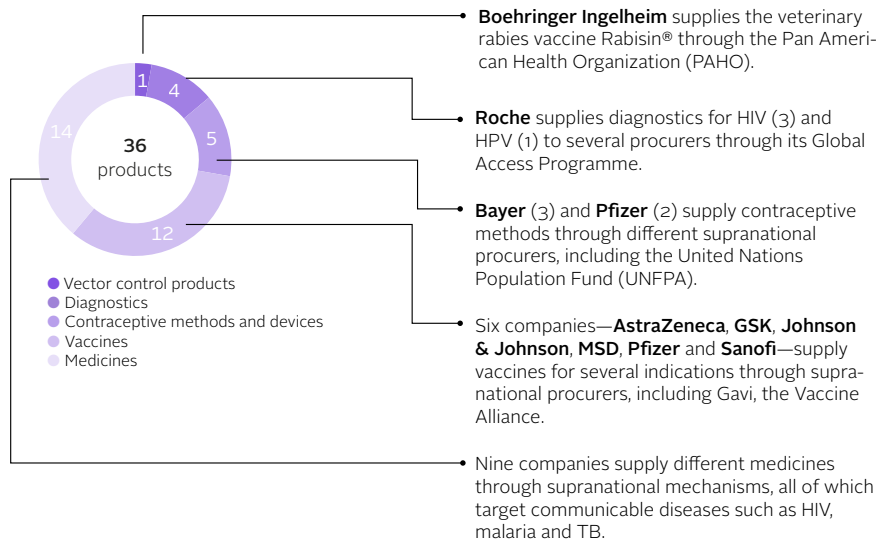 Boehringer Ingelheim supplies the veterinary
rabies vaccine Rabisin® through the Pan Ameri-
can Health Organization (PAHO).
Roche supplies diagnostics for HIV (3) and
HPV (1) to several procurers through its Global
Access Programme.
Bayer (3) and Pfizer (2) supply contraceptive
methods through different supranational
procurers, including the United Nations
Population Fund (UNFPA).
Six companies—AstraZeneca, GSK, Johnson
& Johnson, MSD, Pfizer and Sanofi—supply
vaccines for several indications through supra-
national procurers, including Gavi, the Vaccine
Alliance.
Nine companies supply different medicines
through supranational mechanisms, all of which
target communicable diseases such as HIV,
malaria and TB.
1
4
5
12
14
36
products
Vector control products
Diagnostics
Contraceptive methods and devices
Vaccines
Medicines